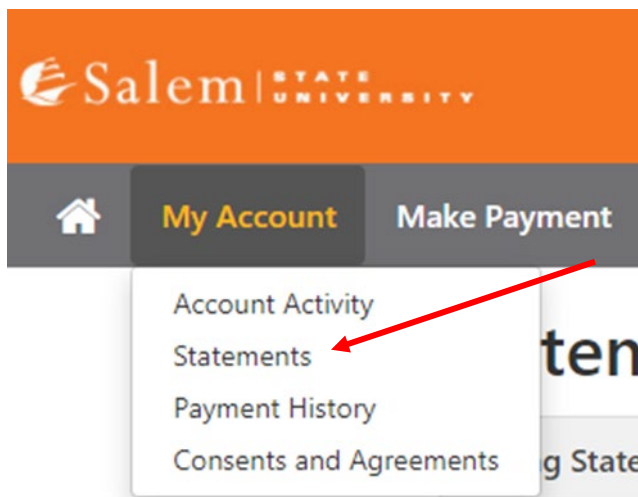 Salem STATE UNIVERSITY
My Account Make Payment
Account Activity
Statements
Payment History
Consents and Agreements